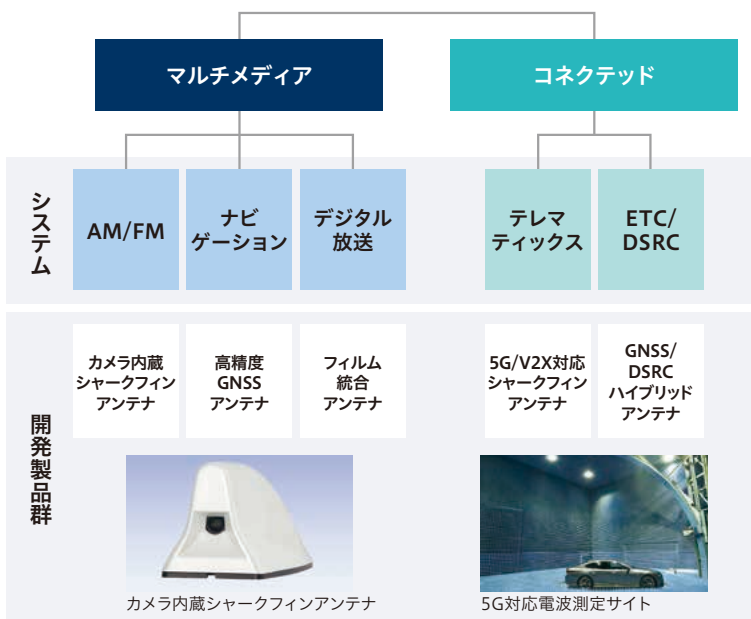 マルチメディア
コネクテッド
システム
AM/FM
ナビ
ゲーション
デジタル
放送
テレマ
ティックス
ETC/
DSRC
開発製品群
カメラ内蔵
シャークフィン
アンテナ
高精度
GNSS
アンテナ
フィルム
統合
アンテナ
5G/V2X対応
シャークフィン
アンテナ
GNSS/
DSRC
ハイブリッド
アンテナ
カメラ内蔵シャークフィンアンテナ
5G対応電波測定サイト